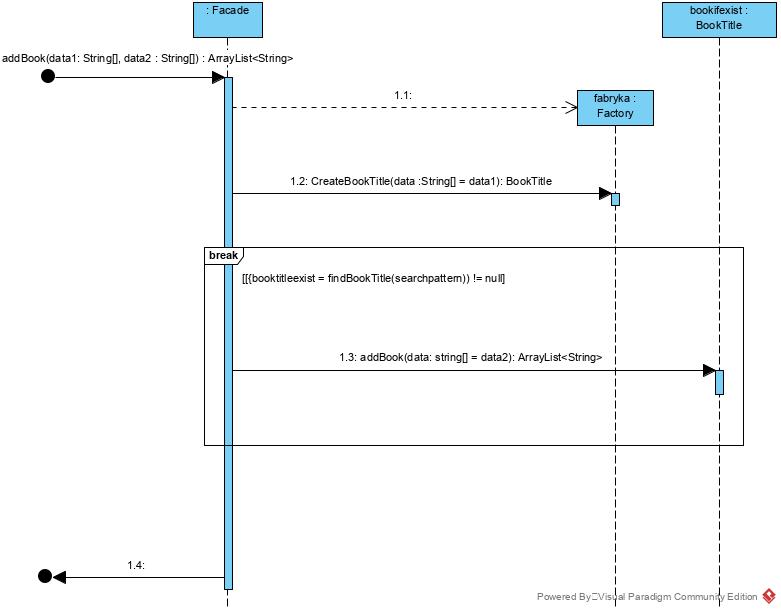 : Facade
bookifexist :
BookTitle
addBook(data1: String[], data2 : String[]) : ArrayList<String>
1.1:
fabryka :
Factory
1.2: CreateBookTitle(data :String[] = data1): BookTitle
break
[[{booktitleexist = findBookTitle(searchpattern)) != null]
1.3: addBook(data: string[] = data2): ArrayList<String>
1.4:
Powered By Visual Paradigm Community Edition